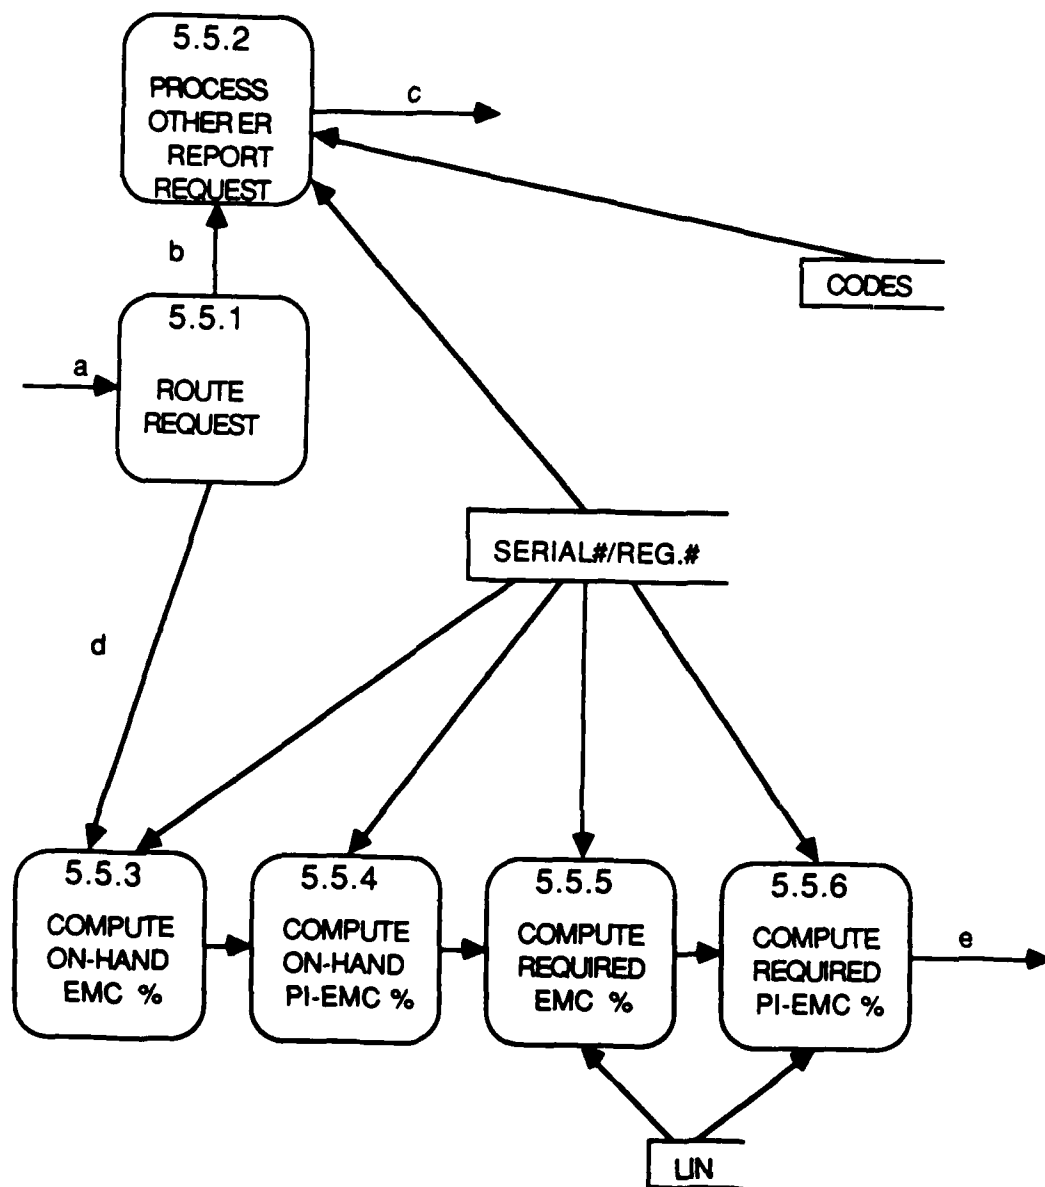 5.5.2
PROCESS
OTHER ER
REPORT
REQUEST
c
b
CODES
5.5.1
ROUTE
REQUEST
a
SERIAL#/REG.#
d
5.5.3
COMPUTE
ON-HAND
EMC %
5.5.4
COMPUTE
ON-HAND
PI-EMC %
5.5.5
COMPUTE
REQUIRED
EMC %
5.5.6
COMPUTE
REQUIRED
PI-EMC %
e
LIN